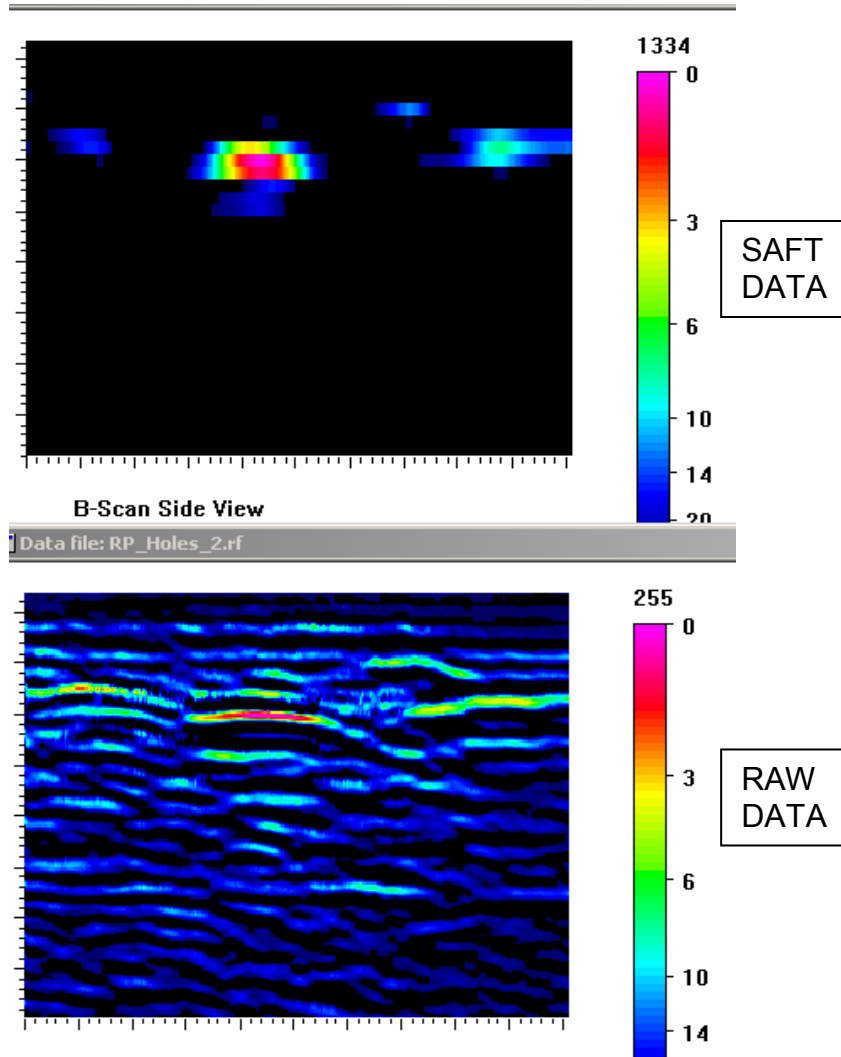 1334
0
3
6
10
14
20
SAFT
DATA
B-Scan Side View
Data file: RP_Holes_2.rf
255
0
3
6
10
14
RAW
DATA